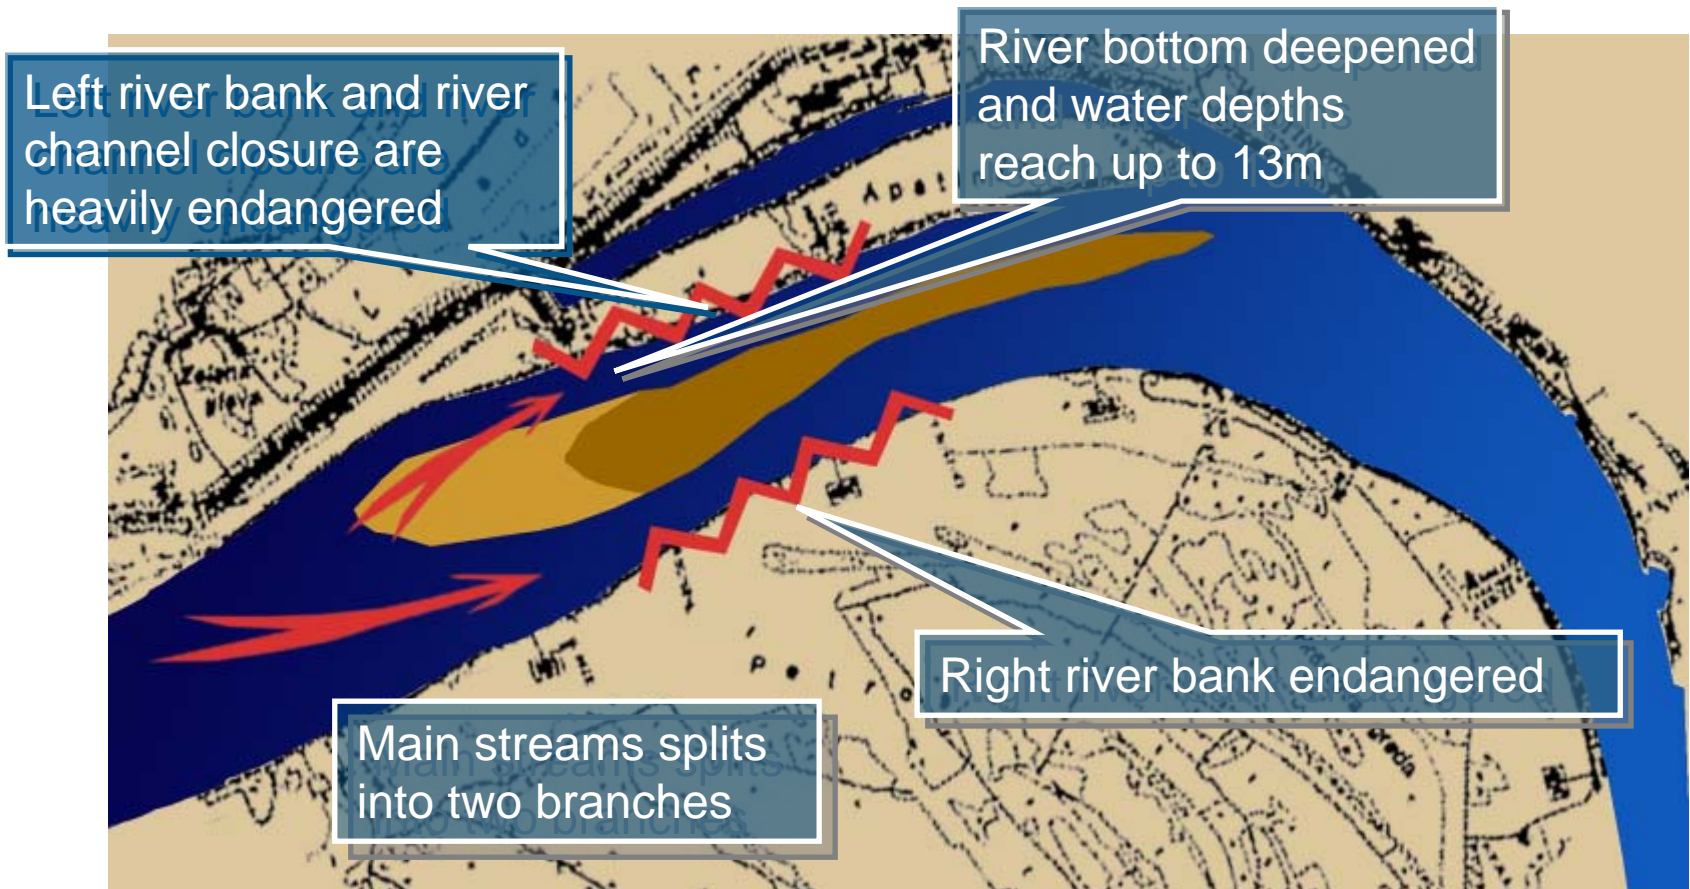 Left river bank and river
channel closure are
heavily endangered
River bottom deepened
and water depths
reach up to 13m
Right river bank endangered
Main streams splits
into two branches